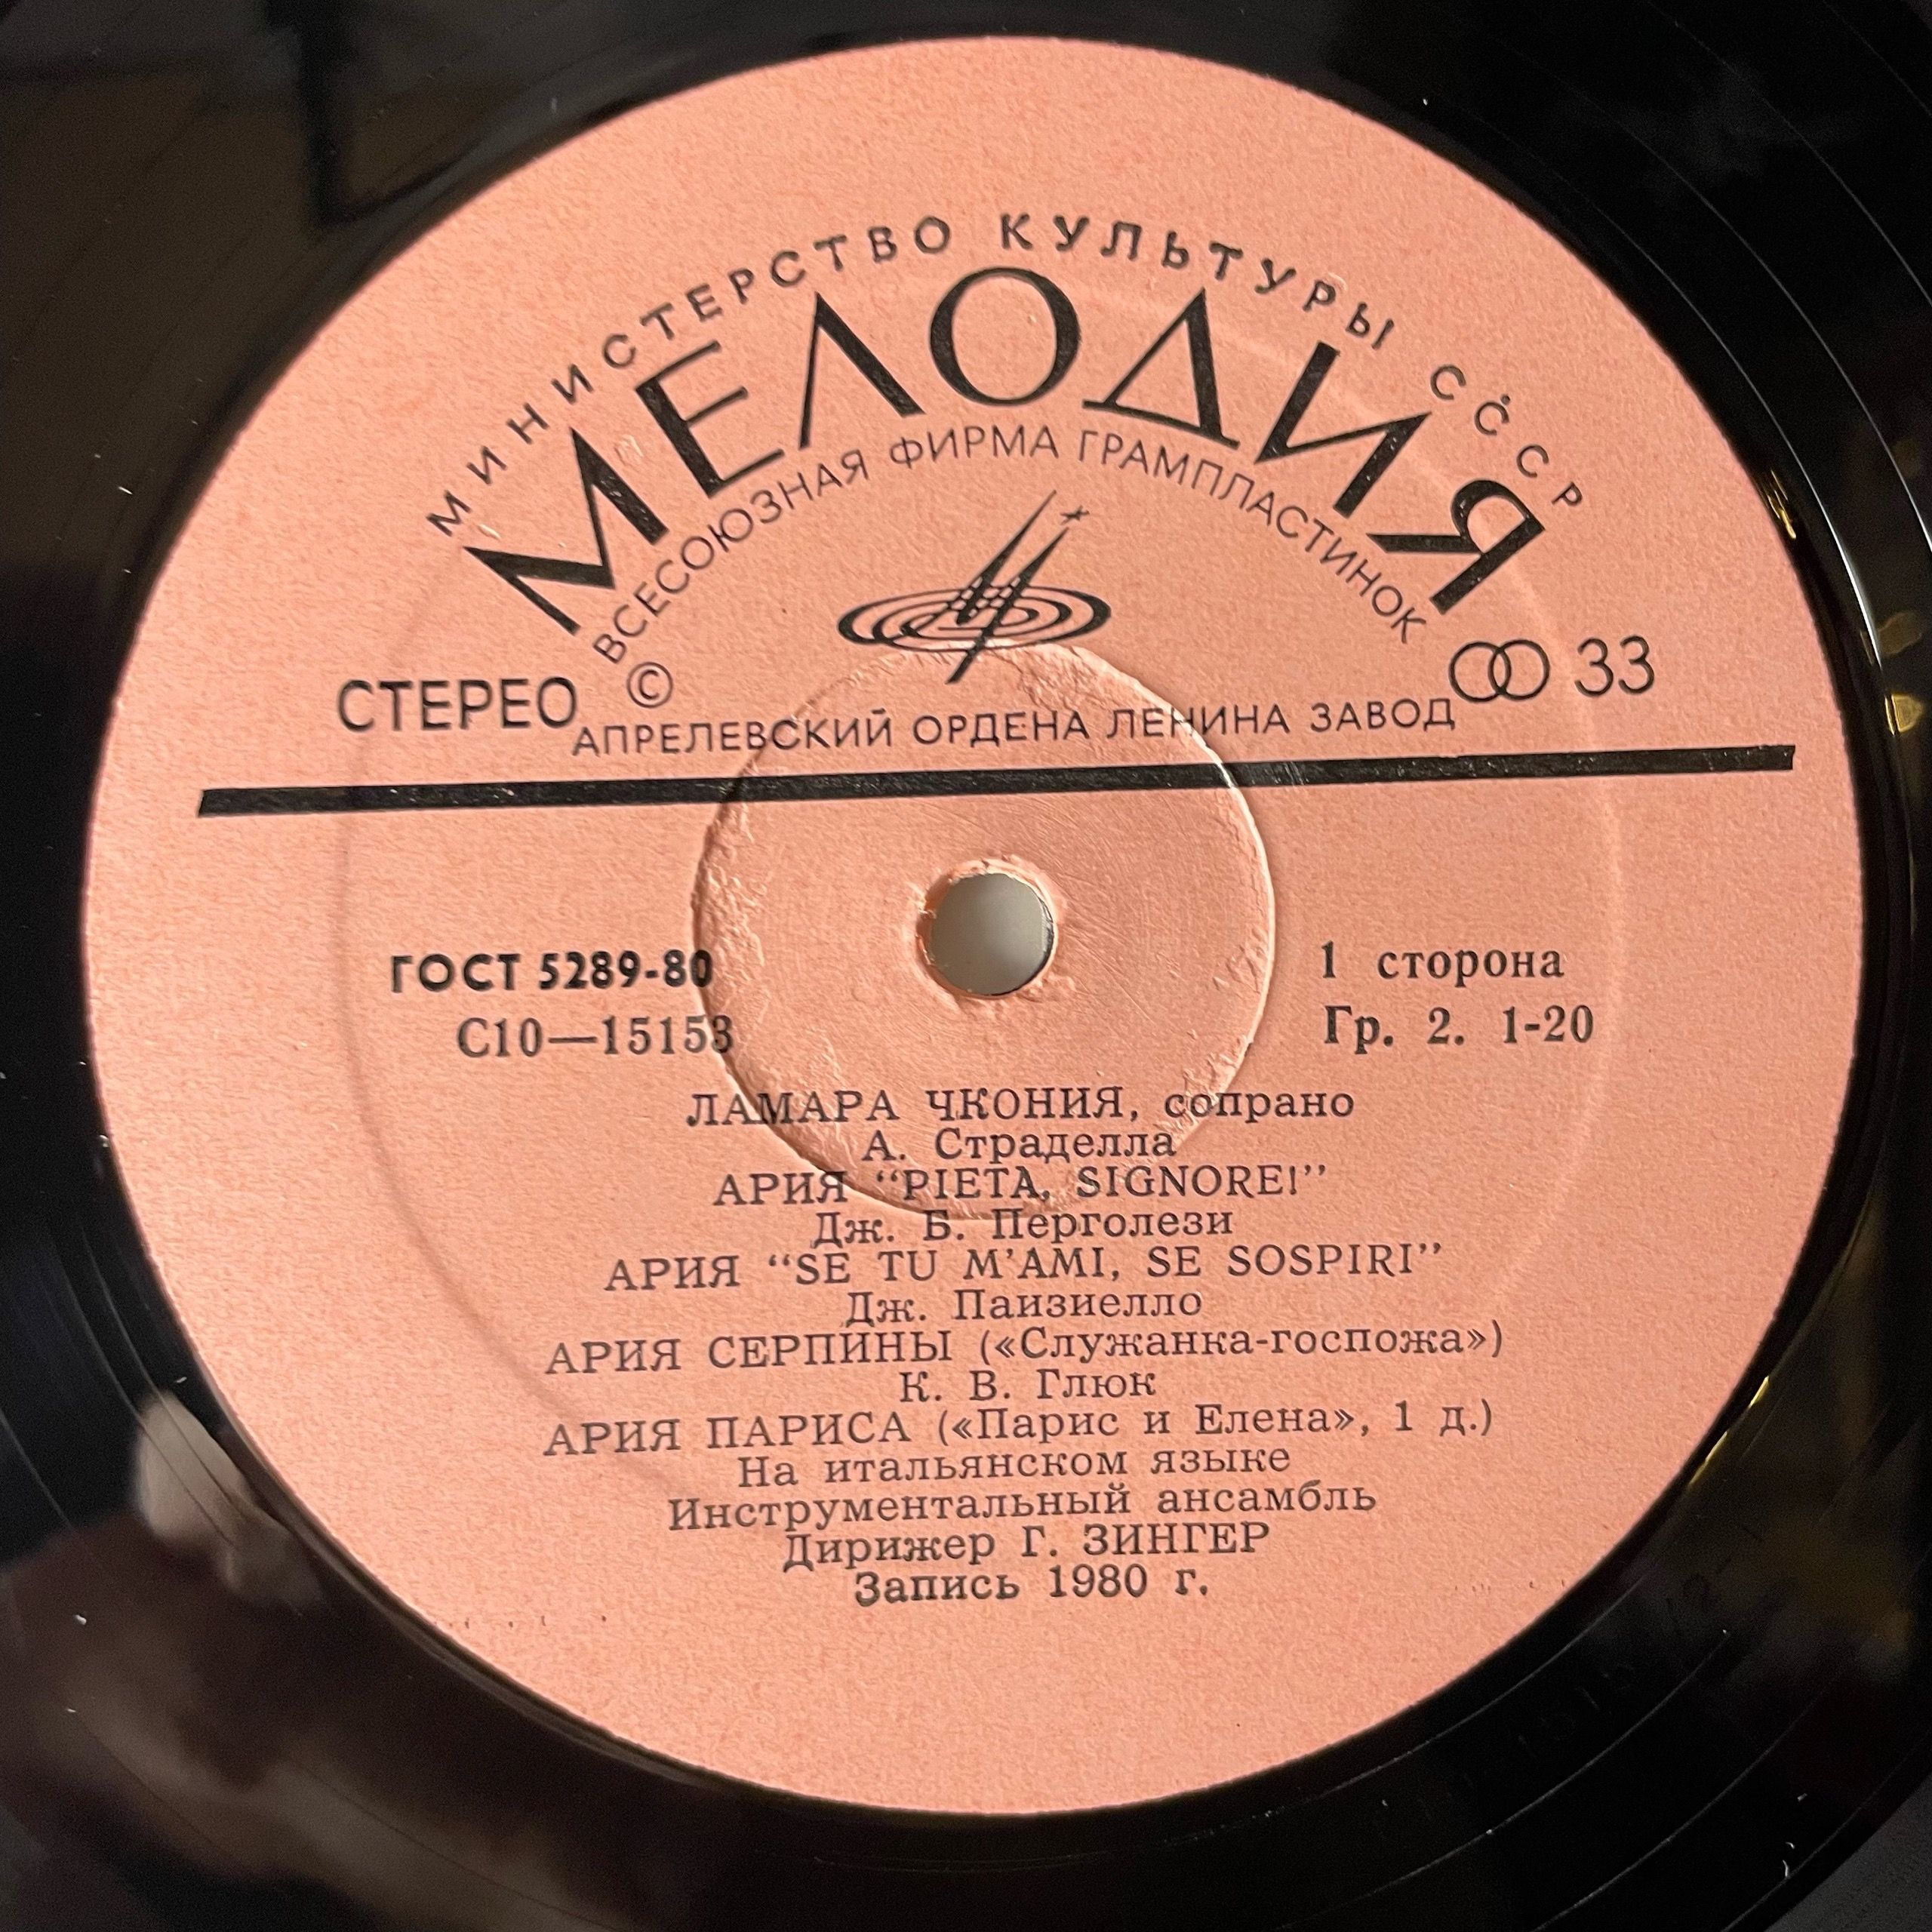 МИНИСТЕРСТВО КУЛЬТУРЫ СССР
МЕЛОДИЯ
ВСЕСОЮЗНАЯ ФИРМА ГРАМПЛАСТИНОК
СТЕРЕО © 33
АПРЕЛЕВСКИЙ ОРДЕНА ЛЕНИНА ЗАВОД
ГОСТ 5289-80
С10—15153
1 сторона
Гр. 2. 1-20
ЛАМАРА ЧКОНИЯ, сопрано
А. Страделла
АРИЯ “PIETA, SIGNORE!”
Дж. Б. Перголези
АРИЯ “SE TU M'AMI, SE SOSPIRI”
Дж. Паизиелло
АРИЯ СЕРПИНЫ («Служанка-госпожа»)
К. В. Глюк
АРИЯ ПАРИСА («Парис и Елена», 1 д.)
На итальянском языке
Инструментальный ансамбль
Дирижер Г. ЗИНГЕР
Запись 1980 г.